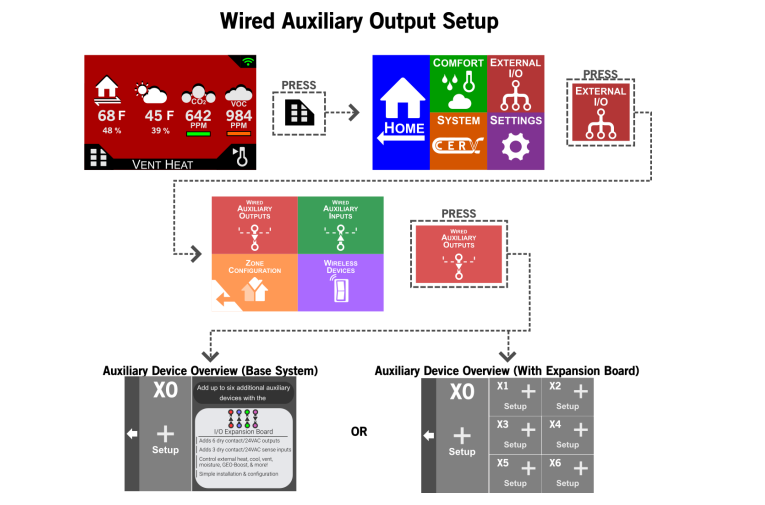 Wired Auxiliary Output Setup
68 F
48 %
45 F
39 %
CO2
642
PPM
VOC
984
PPM
VENT HEAT
PRESS
HOME
COMFORT
EXTERNAL
I/O
SYSTEM
CERV
SETTINGS
PRESS
EXTERNAL
I/O
WIRED
AUXILIARY
OUTPUTS
WIRED
AUXILIARY
INPUTS
ZONE
CONFIGURATION
WIRELESS
DEVICES
PRESS
WIRED
AUXILIARY
OUTPUTS
Auxiliary Device Overview (Base System)
X0
Setup
Add up to six additional auxiliary
devices with the
I/O Expansion Board
Adds 6 dry contact/24VAC outputs
Adds 3 dry contact/24VAC sense inputs
Control external heat, cool, vent,
moisture, GEO-Boost, & more!
Simple installation & configuration
OR
Auxiliary Device Overview (With Expansion Board)
X0
Setup
X1
Setup
X2
Setup
X3
Setup
X4
Setup
X5
Setup
X6
Setup